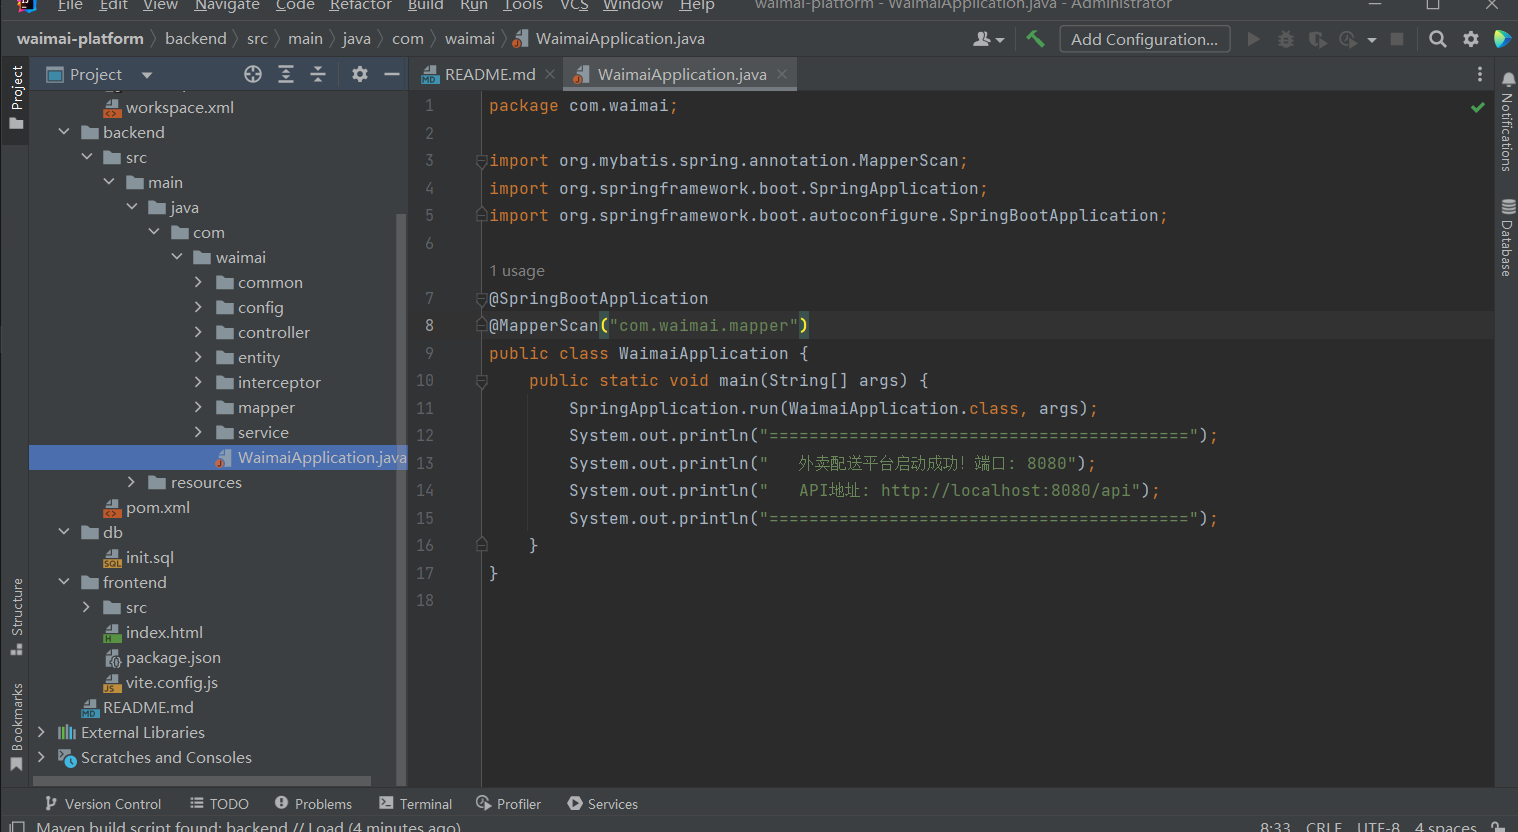 File Edit View Navigate Code Refactor Build Run Tools VCS Window Help waimai-platform - WaimaiApplication.java - Administrator
waimai-platform backend src main java com waimai WaimaiApplication.java Add Configuration...
Project
Project
README.md WaimaiApplication.java
Notifications
Database
workspace.xml
backend
src
main
java
com
waimai
common
config
controller
entity
interceptor
mapper
service
WaimaiApplication.java
resources
pom.xml
db
init.sql
frontend
src
index.html
package.json
vite.config.js
README.md
External Libraries
Scratches and Consoles
Structure
Bookmarks
1 package com.waimai;
2
3 import org.mybatis.spring.annotation.MapperScan;
4 import org.springframework.boot.SpringApplication;
5 import org.springframework.boot.autoconfigure.SpringBootApplication;
6
1 usage
7 @SpringBootApplication
8 @MapperScan("com.waimai.mapper")
9 public class WaimaiApplication {
10 public static void main(String[] args) {
11 SpringApplication.run(WaimaiApplication.class, args);
12 System.out.println("==========================================");
13 System.out.println("   外卖配送平台启动成功! 端口: 8080");
14 System.out.println("   API地址: http://localhost:8080/api");
15 System.out.println("==========================================");
16 }
17 }
18
Version Control TODO Problems Terminal Profiler Services
Maven build script found: backend // Load (4 minutes ago) 8:33 CRLF UTF-8 4 spaces